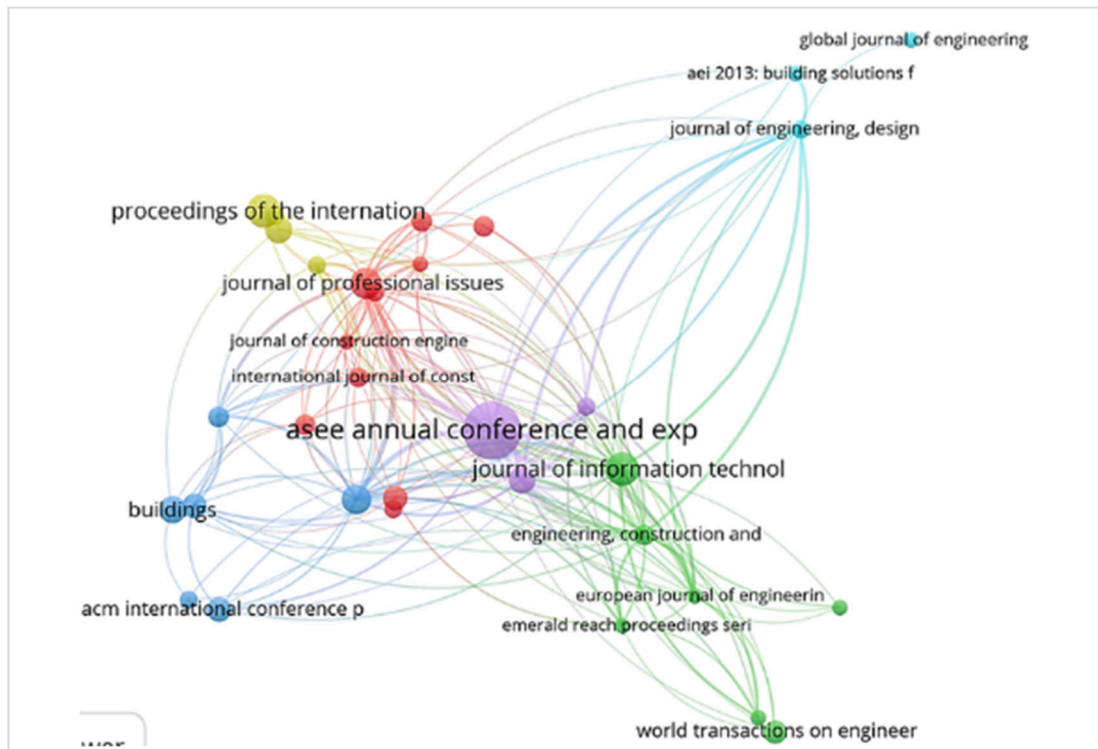 global journal of engineering
aei 2013: building solutions f
journal of engineering, design
proceedings of the internation
journal of professional issues
journal of construction engine
international journal of const
asee annual conference and exp
journal of information technol
buildings
engineering, construction and
european journal of engineerin
acm international conference p
emerald reach proceedings seri
world transactions on engineer